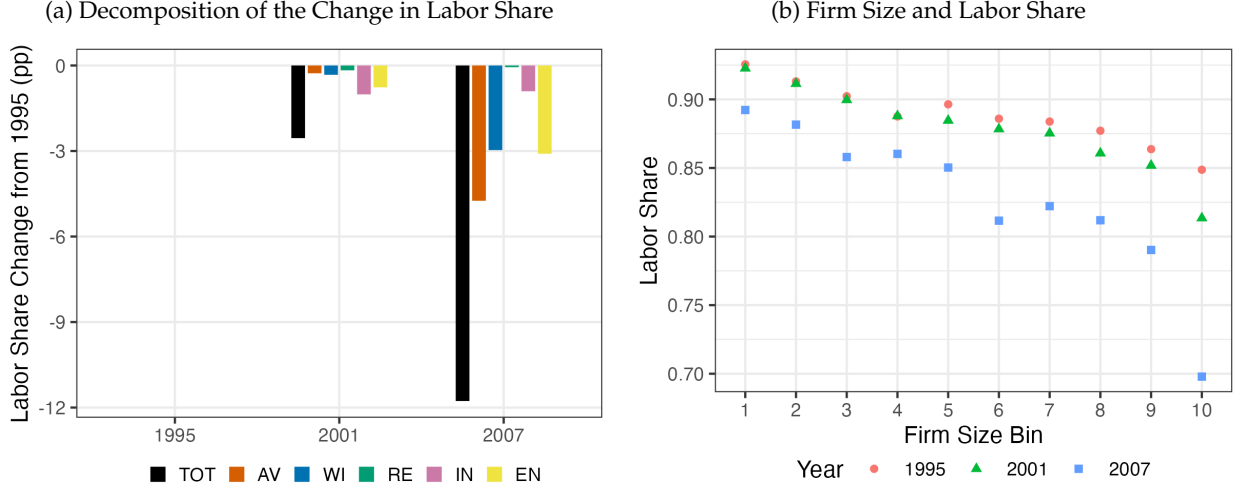 (a) Decomposition of the Change in Labor Share
Labor Share Change from 1995 (pp)
0
-3
-6
-9
-12
1995 2001 2007
TOT AV WI RE IN EN
(b) Firm Size and Labor Share
Labor Share
0.90
0.85
0.80
0.75
0.70
1 2 3 4 5 6 7 8 9 10
Firm Size Bin
Year 1995 2001 2007